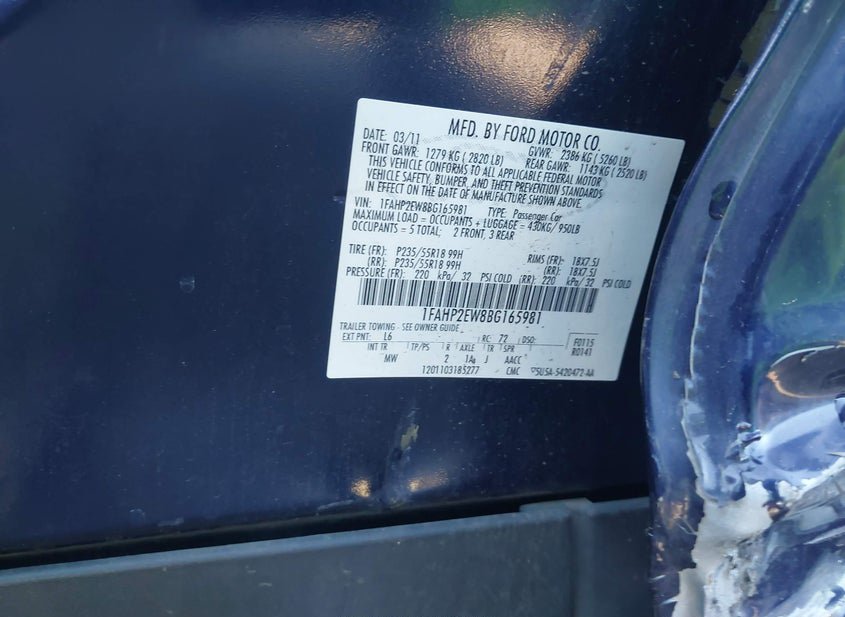 MFD. BY FORD MOTOR CO.
DATE: 03/11 GVWR: 2386 KG ( 5260 LB)
FRONT GAWR: 1279 KG ( 2820 LB) REAR GAWR: 1143 KG ( 2520 LB)
THIS VEHICLE CONFORMS TO ALL APPLICABLE FEDERAL MOTOR
VEHICLE SAFETY, BUMPER, AND THEFT PREVENTION STANDARDS
IN EFFECT ON THE DATE OF MANUFACTURE SHOWN ABOVE.
VIN: 1FAHP2EW8BG165981 TYPE: Passenger Car
MAXIMUM LOAD = OCCUPANTS + LUGGAGE = 430KG/ 950LB
OCCUPANTS = 5 TOTAL; 2 FRONT, 3 REAR
TIRE (FR): P235/55R18 99H RIMS (FR): 18X7.5J
(RR): P235/55R18 99H (RR): 18X7.5J
PRESSURE (FR): 220 kPa/ 32 PSI COLD (RR): 220 kPa/ 32 PSI COLD
1FAHP2EW8BG165981
TRAILER TOWING - SEE OWNER GUIDE
EXT PNT: L6 RC: 72 DSO: F0115
INT TR TP/PS R AXLE TR SPR R0141
MW 2 J AACC
1201103185277 CMC